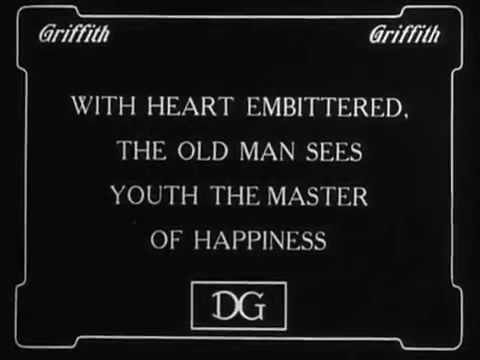 Griffith Griffith
WITH HEART EMBITTERED,
THE OLD MAN SEES
YOUTH THE MASTER
OF HAPPINESS
DG